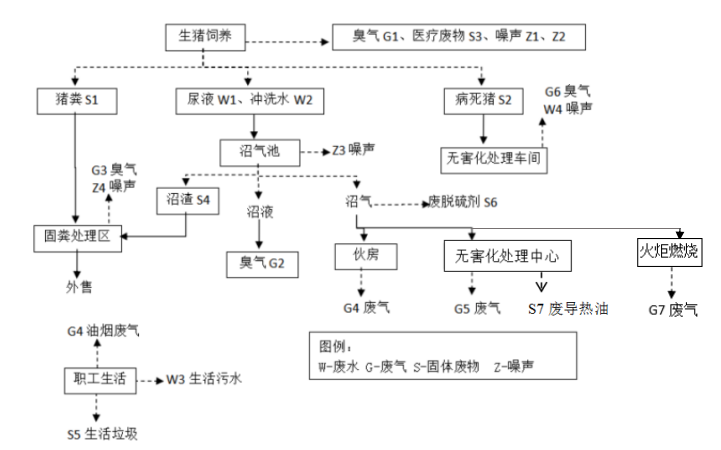 生猪饲养
臭气 G1、医疗废物 S3、噪声 Z1、Z2
猪粪 S1
尿液 W1、冲洗水 W2
病死猪 S2
G6 臭气
W4 噪声
沼气池
Z3 噪声
无害化处理车间
G3 臭气
Z4 噪声
沼渣 S4
沼液
沼气
废脱硫剂 S6
固粪处理区
臭气 G2
伙房
无害化处理中心
火炬燃烧
外售
G4 废气
G5 废气
S7 废导热油
G7 废气
G4 油烟废气
图例：
W-废水 G-废气 S-固体废物 Z-噪声
职工生活
W3 生活污水
S5 生活垃圾